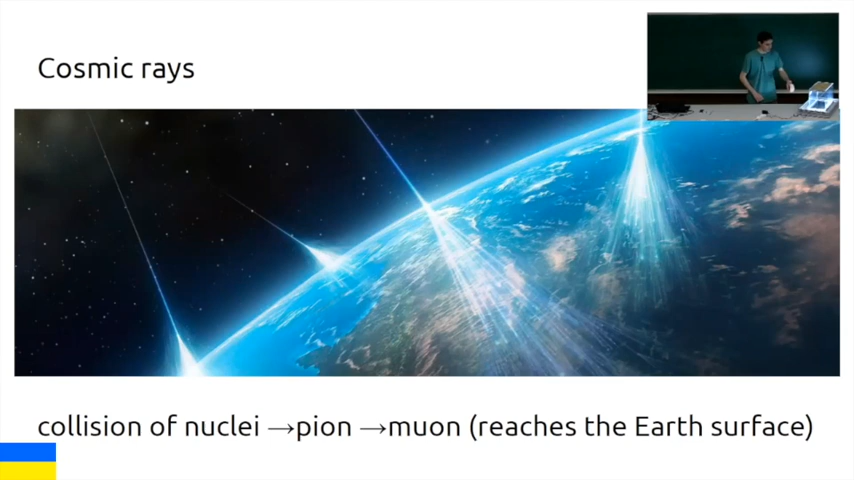 Cosmic rays
collision of nuclei →pion →muon (reaches the Earth surface)